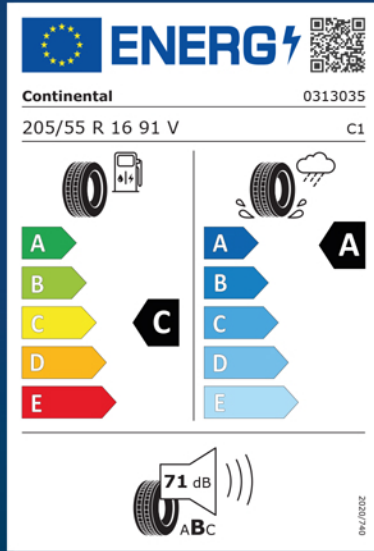 ENERG
Continental 0313035
205/55 R 16 91 V C1
A A A
B B
C C C
D D
E E
71 dB
ABC
2020/740